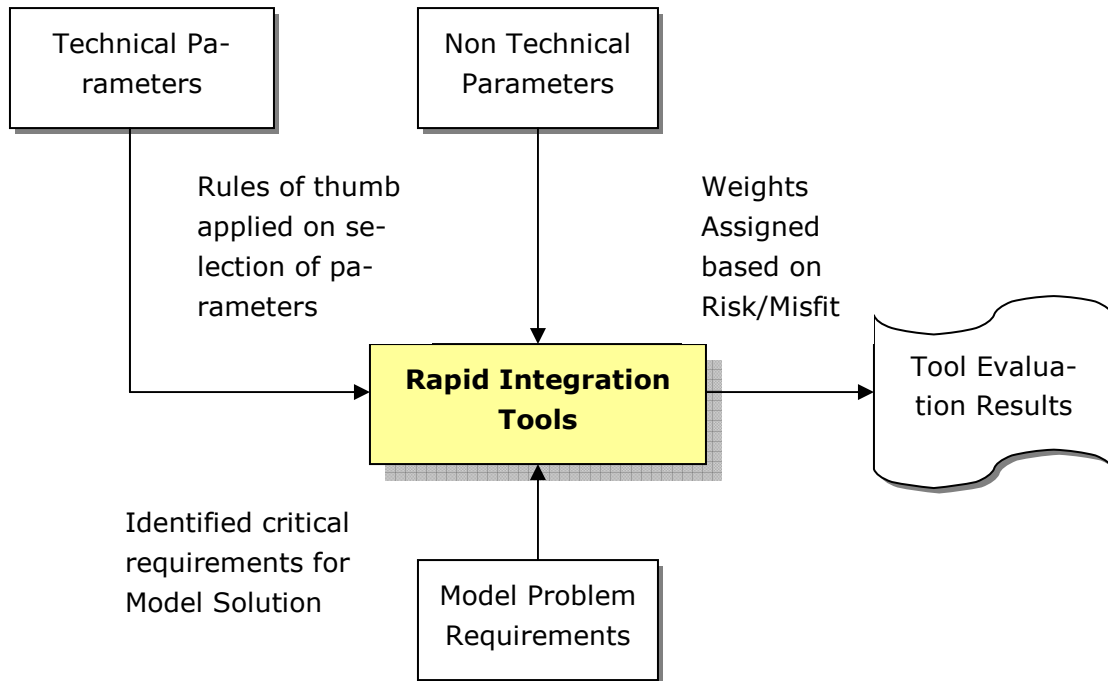 Technical Pa-
rameters
Non Technical
Parameters
Rules of thumb
applied on se-
lection of pa-
rameters
Weights
Assigned
based on
Risk/Misfit
Rapid Integration
Tools
Tool Evalua-
tion Results
Identified critical
requirements for
Model Solution
Model Problem
Requirements